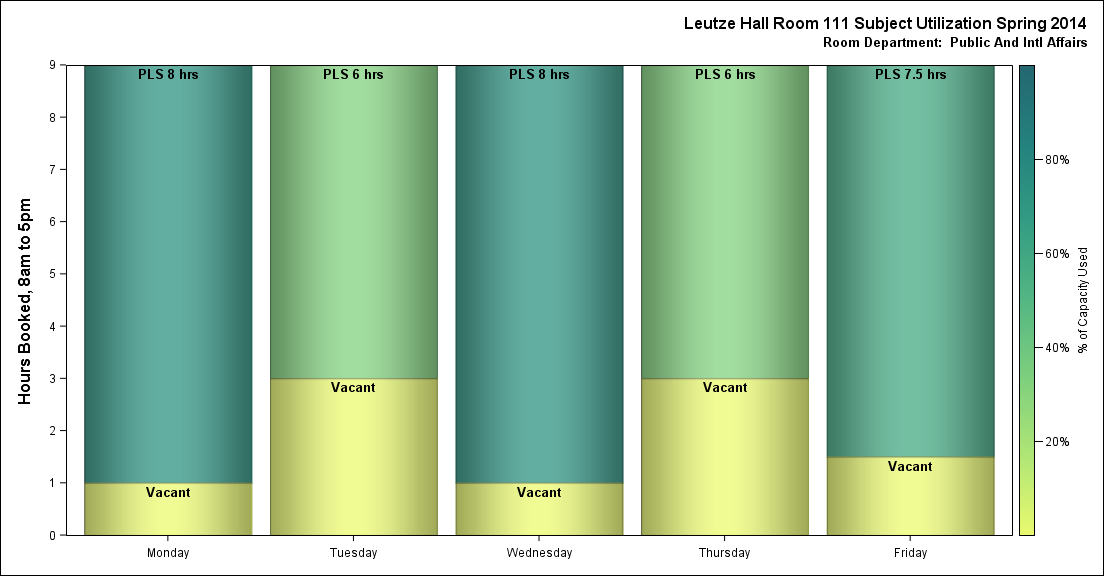 Leutze Hall Room 111 Subject Utilization Spring 2014
Room Department:  Public And Intl Affairs
Hours Booked, 8am to 5pm
9
8
7
6
5
4
3
2
1
0
PLS 8 hrs
PLS 6 hrs
PLS 8 hrs
PLS 6 hrs
PLS 7.5 hrs
Vacant
Vacant
Vacant
Vacant
Vacant
Monday
Tuesday
Wednesday
Thursday
Friday
80%
60%
40%
20%
% of Capacity Used